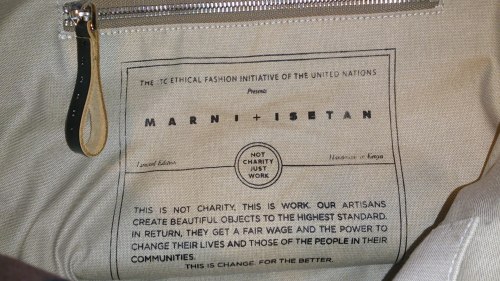 THE ITC ETHICAL FASHION INITIATIVE OF THE UNITED NATIONS
Presents
MARNI + ISETAN
Limited Edition
Handmade in Kenya
NOT
CHARITY
JUST
WORK
THIS IS NOT CHARITY, THIS IS WORK. OUR ARTISANS
CREATE BEAUTIFUL OBJECTS TO THE HIGHEST STANDARD.
IN RETURN, THEY GET A FAIR WAGE AND THE POWER TO
CHANGE THEIR LIVES AND THOSE OF THE PEOPLE IN THEIR
COMMUNITIES.
THIS IS CHANGE. FOR THE BETTER.